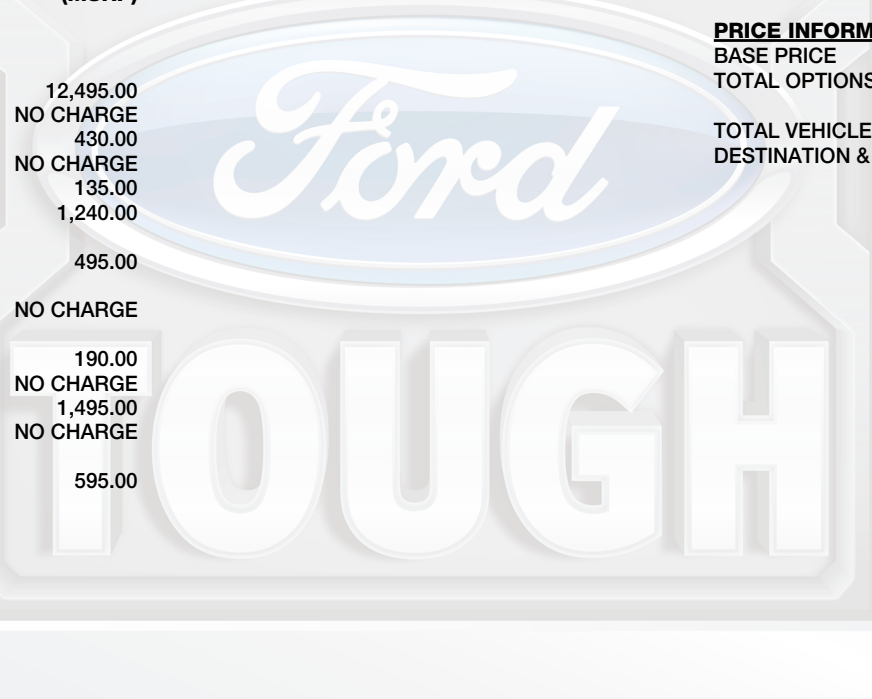 (MSRP)
12,495.00
NO CHARGE
430.00
NO CHARGE
135.00
1,240.00
495.00
NO CHARGE
190.00
NO CHARGE
1,495.00
NO CHARGE
595.00
PRICE INFORM
BASE PRICE
TOTAL OPTIONS
TOTAL VEHICLE
DESTINATION &
Ford
TOUGH